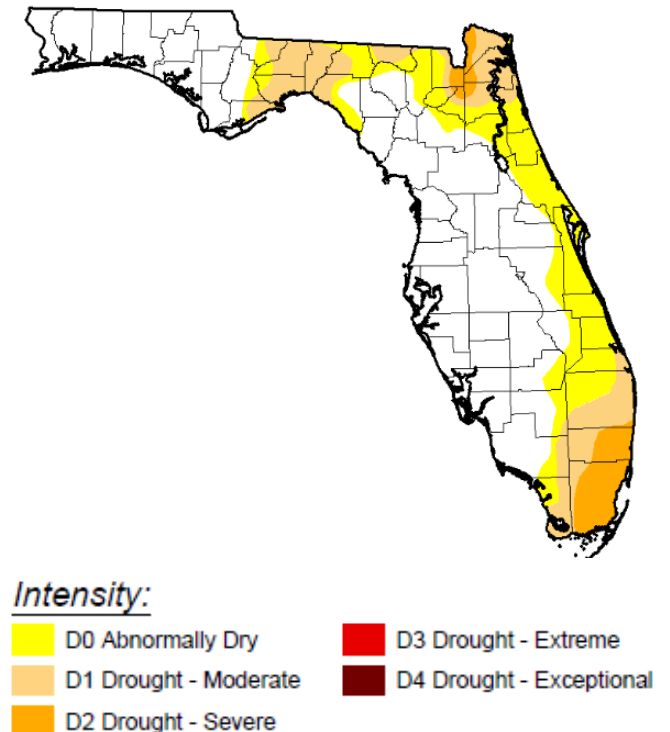 Intensity:
D0 Abnormally Dry
D1 Drought - Moderate
D2 Drought - Severe
D3 Drought - Extreme
D4 Drought - Exceptional